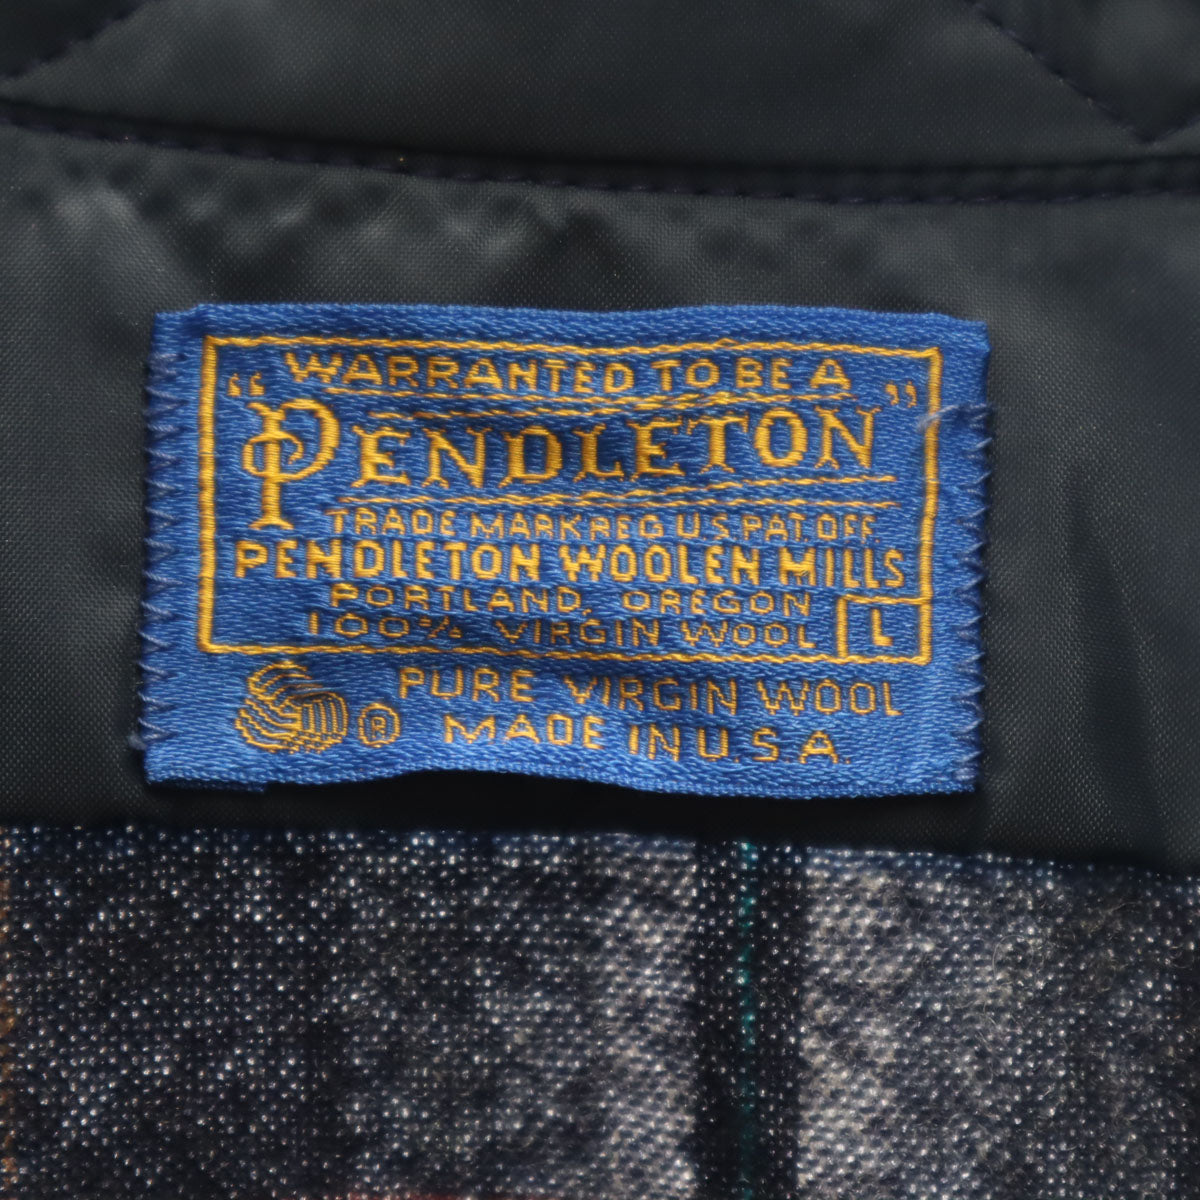 WARRANTED TO BE A
"PENDLETON"
TRADE MARK REG U.S. PAT. OFF.
PENDLETON WOOLEN MILLS
PORTLAND, OREGON
100% VIRGIN WOOL L
PURE VIRGIN WOOL
® MADE IN U.S.A.